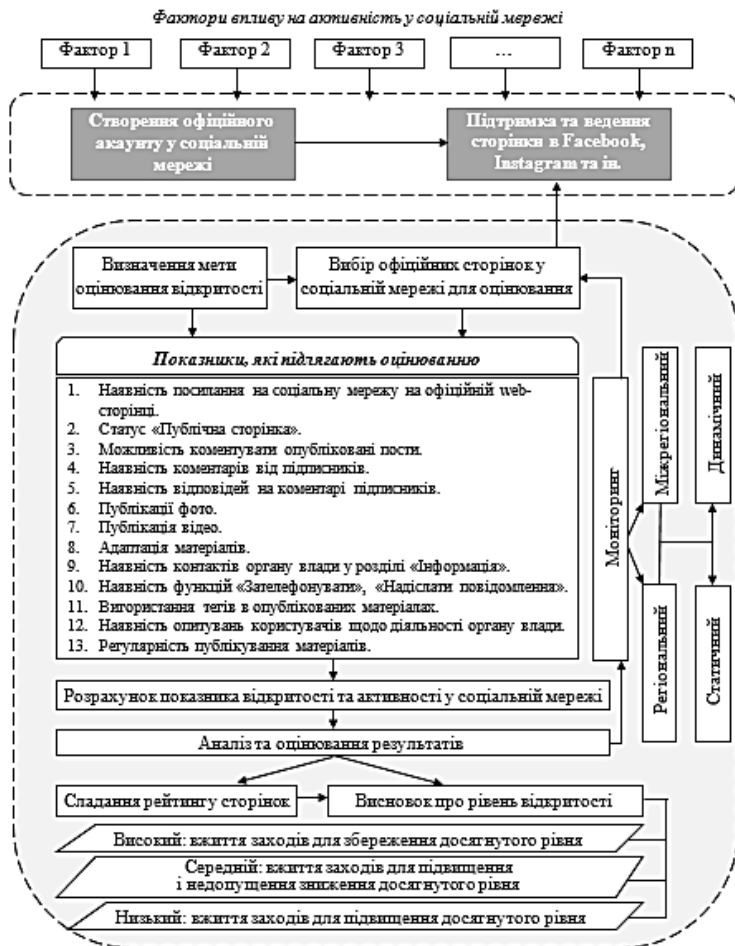 Фактори впливу на активність у соціальній мережі
Фактор 1
Фактор 2
Фактор 3
...
Фактор n
Створення офіційного
акаунту у соціальній
мережі
Підтримка та ведення
сторінки в Facebook,
Instagram та ін.
Визначення мети
оцінювання відкритості
Вибір офіційних сторінок у
соціальній мережі для оцінювання
Показники, які підлягають оцінюванню
1. Наявність посилання на соціальну мережу на офіційній web-
сторінці.
2. Статус «Публічна сторінка».
3. Можливість коментувати опубліковані пости.
4. Наявність коментарів від підписників.
5. Наявність відповідей на коментарі підписників.
6. Публікації фото.
7. Публікація відео.
8. Адаптація матеріалів.
9. Наявність контактів органу влади у розділі «Інформація».
10. Наявність функцій «Зателефонувати», «Надіслати повідомлення».
11. Вигористання тегів в опублікованих матеріалах.
12. Наявність опитувань користувачів щодо діяльності органу влади.
13. Регулярність публікування матеріалів.
Моніторинг
Міжрегіональний
Динамічний
Регіональний
Статичний
Розрахунок показника відкритості та активності у соціальній мережі
Аналіз та оцінювання результатів
Сладання рейтингу сторінок
Висновок про рівень відкритості
Високий: вжиття заходів для збереження досягнутого рівня
Середній: вжиття заходів для підвищення
і недопущення зниження досягнутого рівня
Низький: вжиття заходів для підвищення досягнутого рівня